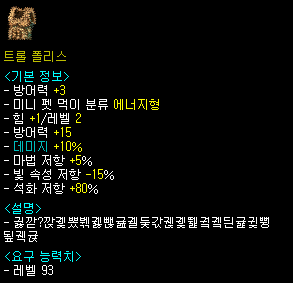 트롤 폴리스
<기본 정보>
- 방어력 +3
- 미니 펫 먹이 분류 에너지형
- 힘 +1/레벨 2
- 방어력 +15
- 데미지 +10%
- 마법 저항 +5%
- 빛 속성 저항 -15%
- 석화 저항 +80%
<설명>
<요구 능력치>
- 레벨 93